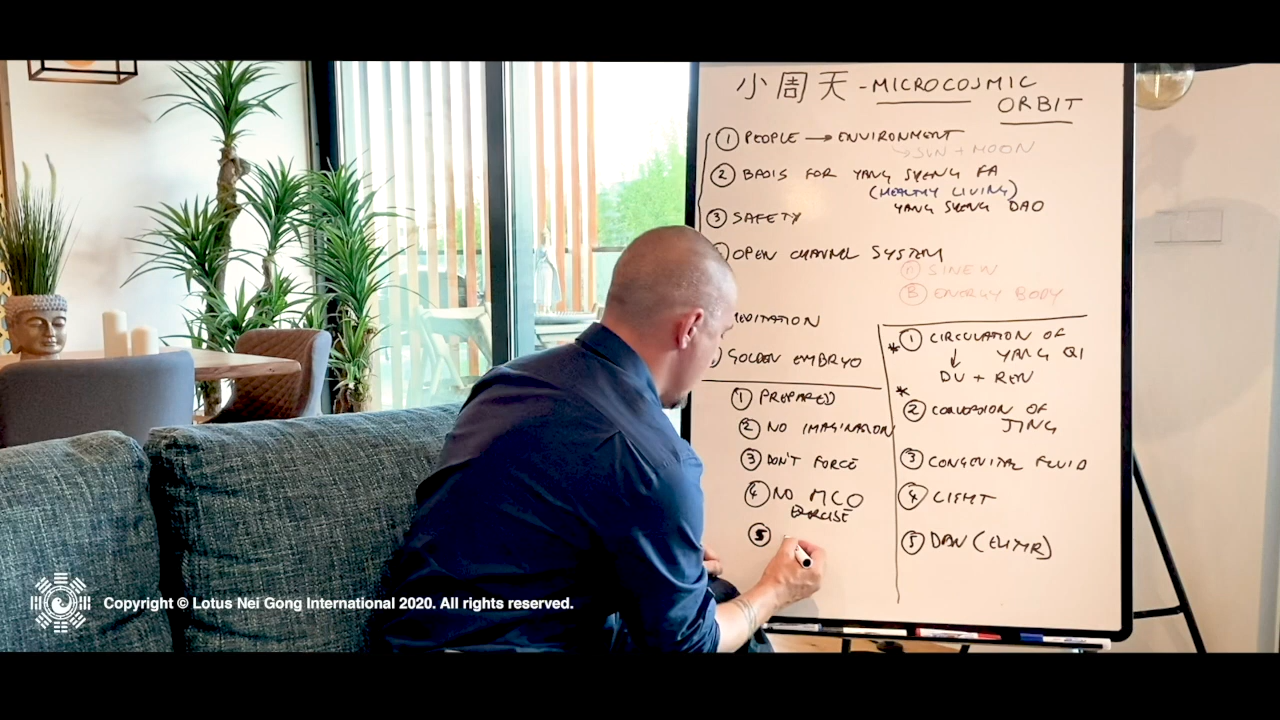 小周天 - MICROCOSMIC
ORBIT
① PEOPLE → ENVIRONMENT
↳ SUN + MOON
② BASIS FOR YANG SHENG FA
(HEALTHY LIVING)
YANG SHENG DAO
③ SAFETY
OPEN CHANNEL SYSTEM
Ⓐ SINEW
Ⓑ ENERGY BODY
MEDITATION
GOLDEN EMBRYO
① PREPARED
② NO IMAGINATION
③ DON'T FORCE
④ NO MCO
EXERCISE
⑤
* ① CIRCULATION OF
↓ YANG QI
DU + REN
* ② CONVERSION OF
JING
③ CONGENITAL FLUID
④ LIGHT
⑤ DAN (ELIXIR)
Copyright © Lotus Nei Gong International 2020. All rights reserved.